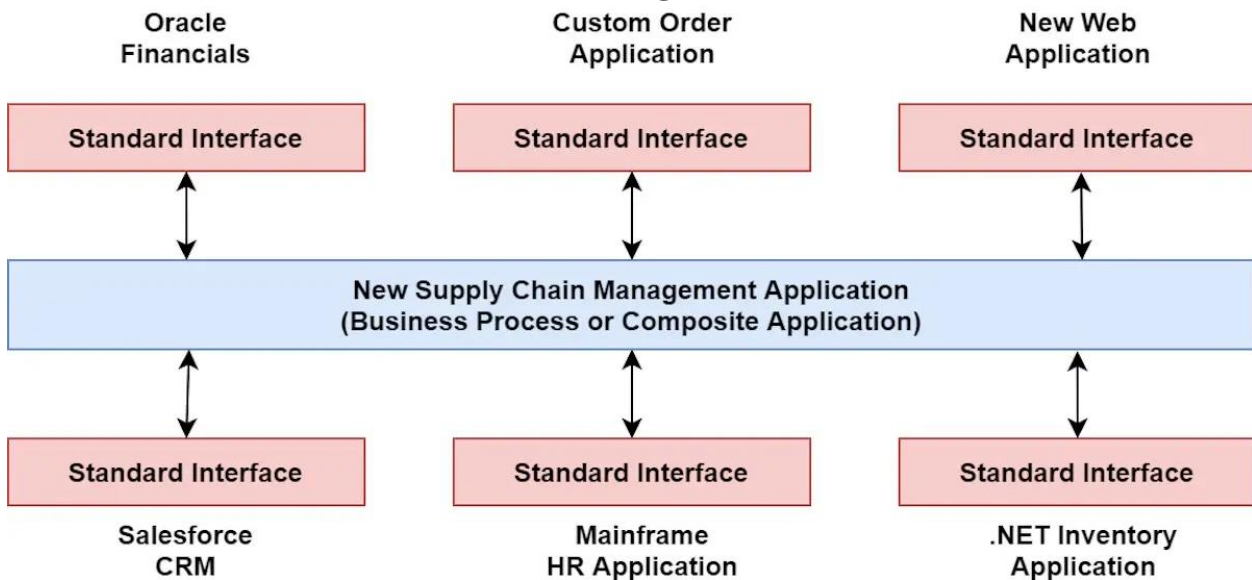 Oracle
Financials
Custom Order
Application
New Web
Application
Standard Interface
Standard Interface
Standard Interface
New Supply Chain Management Application
(Business Process or Composite Application)
Standard Interface
Standard Interface
Standard Interface
Salesforce
CRM
Mainframe
HR Application
.NET Inventory
Application